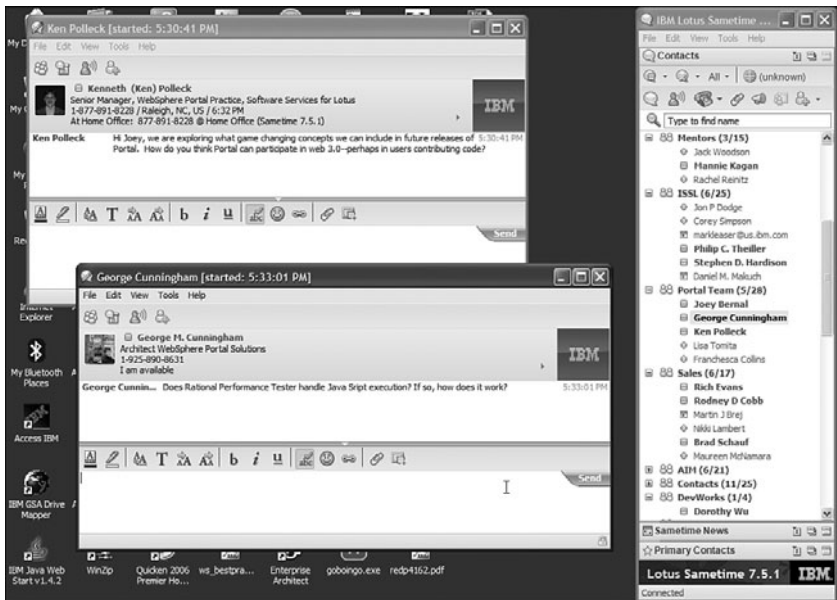 Ken Polleck [started: 5:30:41 PM]
File Edit View Tools Help
Kenneth (Ken) Polleck
Senior Manager, WebSphere Portal Practice, Software Services for Lotus
1-877-891-8228 / Raleigh, NC, US / 6:32 PM
At Home Office: 877-891-8228 @ Home Office (Sametime 7.5.1)
IBM
Ken Polleck Hi Joey, we are exploring what game changing concepts we can include in future releases of 5:30:41 PM
Portal. How do you think Portal can participate in web 3.0--perhaps in users contributing code?
b i u
Send
George Cunningham [started: 5:33:01 PM]
File Edit View Tools Help
George M. Cunningham
Architect WebSphere Portal Solutions
1-925-890-8631
I am available
IBM
George Cunnin... Does Rational Performance Tester handle Java Sript execution? If so, how does it work? 5:33:01 PM
b i u
Send
Explorer
My Bluetooth
Places
Access IBM
IBM GSA Drive
Mapper
IBM Java Web
Start v1.4.2
WinZip
Quicken 2006
Premier Ho...
ws_bestpra...
Enterprise
Architect
goboingo.exe
redp4162.pdf
IBM Lotus Sametime ...
File Edit View Tools Help
Contacts
All (unknown)
Type to find name
Mentors (3/15)
Jack Woodson
Mannie Kagan
Rachel Reinitz
ISSL (6/25)
Jon P Dodge
Corey Simpson
markleaser@us.ibm.com
Philip C. Theiller
Stephen D. Hardison
Daniel M. Makuch
Portal Team (5/28)
Joey Bernal
George Cunningham
Ken Polleck
Lisa Tomita
Franchesca Collins
Sales (6/17)
Rich Evans
Rodney D Cobb
Martin J Brej
Nikki Lambert
Brad Schauf
Maureen McNamara
AIM (6/21)
Contacts (11/25)
DevWorks (1/4)
Dorothy Wu
Sametime News
Primary Contacts
Lotus Sametime 7.5.1 IBM
Connected